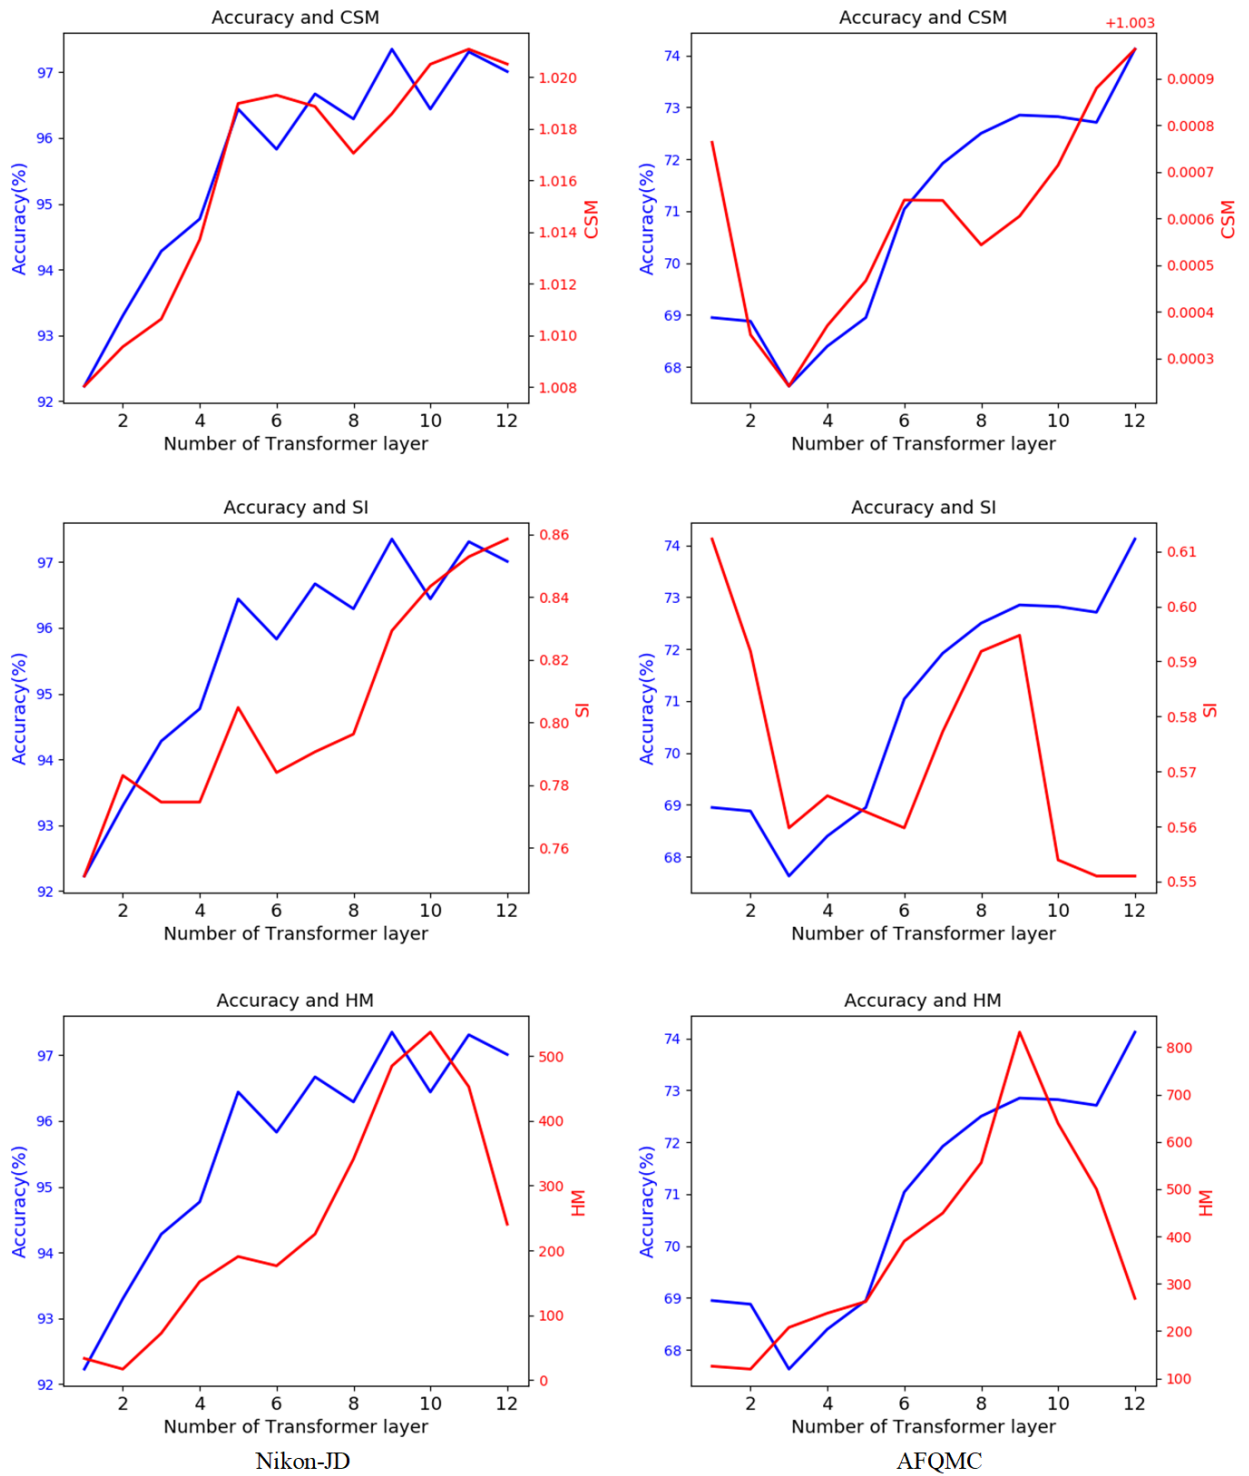 Accuracy and CSM
97
96
95
94
93
92
Accuracy(%)
1.020
1.018
1.016
1.014
1.012
1.010
1.008
CSM
2 4 6 8 10 12
Number of Transformer layer
Accuracy and CSM
+1.003
74
73
72
71
70
69
68
Accuracy(%)
0.0009
0.0008
0.0007
0.0006
0.0005
0.0004
0.0003
CSM
2 4 6 8 10 12
Number of Transformer layer
Accuracy and SI
97
96
95
94
93
92
Accuracy(%)
0.86
0.84
0.82
0.80
0.78
0.76
SI
2 4 6 8 10 12
Number of Transformer layer
Accuracy and SI
74
73
72
71
70
69
68
Accuracy(%)
0.61
0.60
0.59
0.58
0.57
0.56
0.55
SI
2 4 6 8 10 12
Number of Transformer layer
Accuracy and HM
97
96
95
94
93
92
Accuracy(%)
500
400
300
200
100
0
HM
2 4 6 8 10 12
Number of Transformer layer
Nikon-JD
Accuracy and HM
74
73
72
71
70
69
68
Accuracy(%)
800
700
600
500
400
300
200
100
HM
2 4 6 8 10 12
Number of Transformer layer
AFQMC